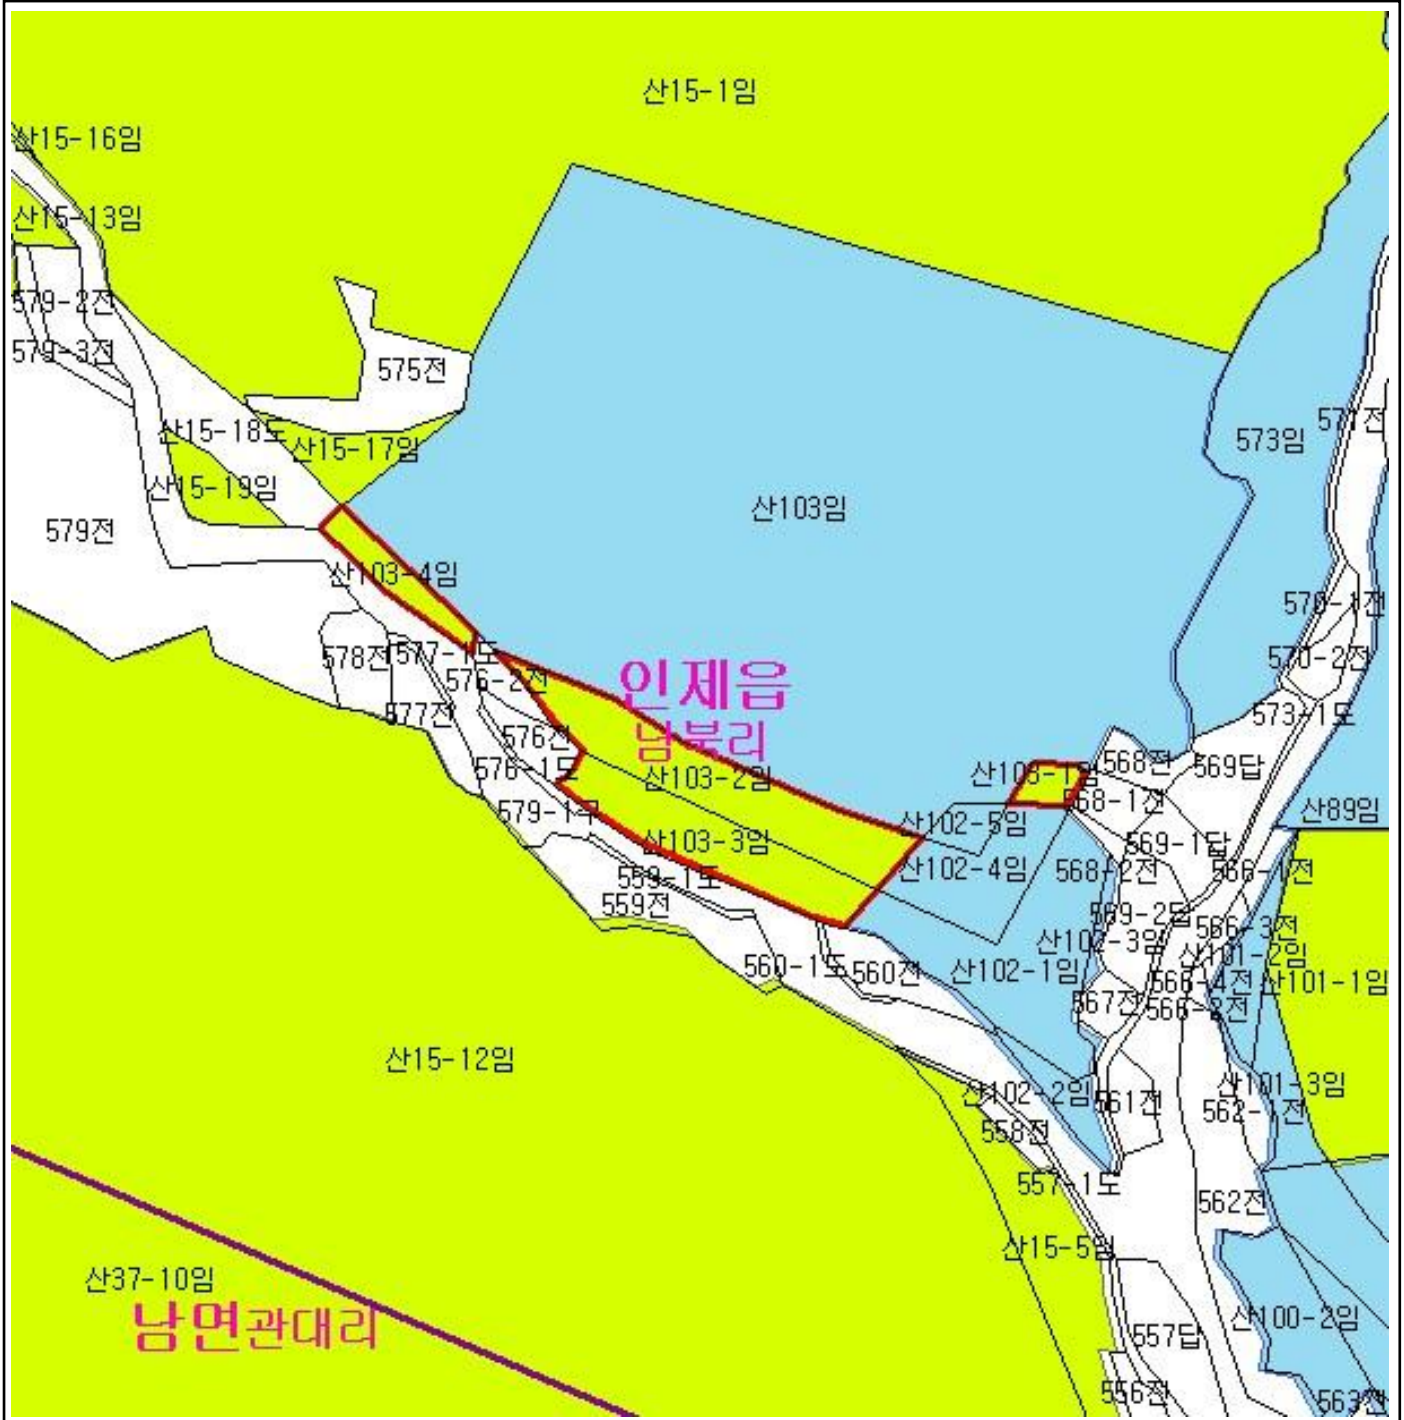 산15-1임
산15-16임
산15-13임
579-2전
579-3전
575전
산15-18도
산15-17임
571전
573임
산15-19임
산103임
579전
산103-4임
570-1전
578전
577-1도
570-2전
576-2전
인제읍
577전
573-1도
576전
남북리
568전
569답
576-1도
산103-2임
산103-1임
568-1전
579-1구
산102-5임
산89임
산103-3임
569-1답
559-1도
산102-4임
568-2전
566-1전
559전
569-2답
566-3전
산102-3임
산101-2임
560-1도
560전
산102-1임
566-4전
산101-1임
567전
566-2전
산15-12임
산102-2임
561전
산101-3임
562-1전
558전
557-1도
562전
산15-5임
산37-10임
남면관대리
산100-2임
557답
556전
563전